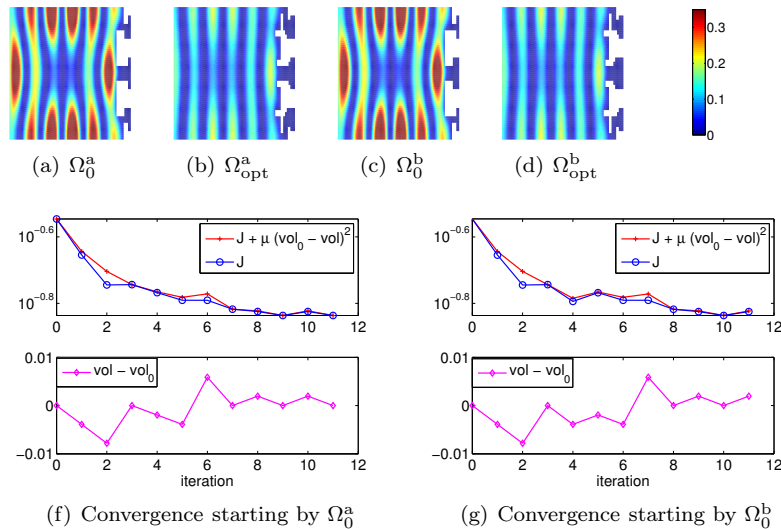 0.3
0.2
0.1
0
(a) Ω₀ᵃ
(b) Ωₒₚₜᵃ
(c) Ω₀ᵇ
(d) Ωₒₚₜᵇ
10^−0.6
10^−0.8
J + μ (vol₀ − vol)²
J
0 2 4 6 8 10 12
0.01
0
−0.01
vol − vol₀
0 2 4 6 8 10 12
iteration
10^−0.6
10^−0.8
J + μ (vol₀ − vol)²
J
0 2 4 6 8 10 12
0.01
0
−0.01
vol − vol₀
0 2 4 6 8 10 12
iteration
(f) Convergence starting by Ω₀ᵃ
(g) Convergence starting by Ω₀ᵇ